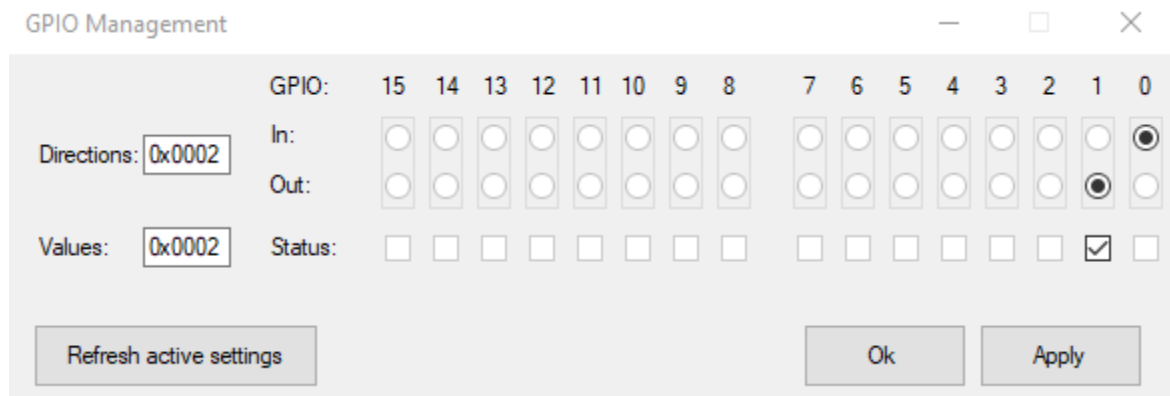 GPIO Management
GPIO: 15 14 13 12 11 10 9 8 7 6 5 4 3 2 1 0
In:
Directions: 0x0002
Out:
Values: 0x0002 Status:
Refresh active settings Ok Apply